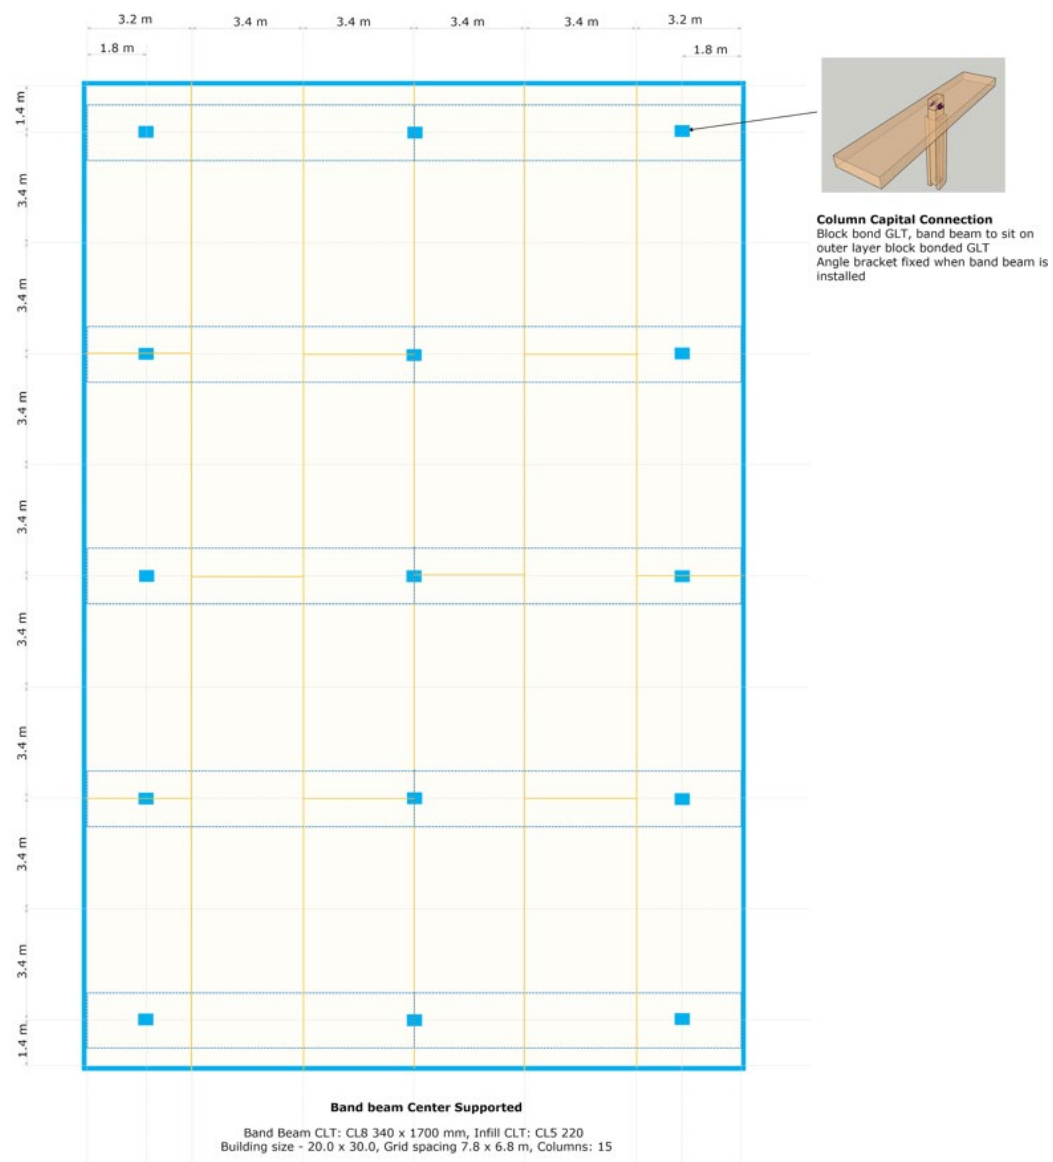 3.2 m
3.4 m
3.4 m
3.4 m
3.4 m
3.2 m
1.8 m
1.8 m
1.4 m
3.4 m
3.4 m
3.4 m
3.4 m
3.4 m
3.4 m
3.4 m
3.4 m
1.4 m
Column Capital Connection
Block bond GLT, band beam to sit on
outer layer block bonded GLT
Angle bracket fixed when band beam is
installed
Band beam Center Supported
Band Beam CLT: CL8 340 x 1700 mm, Infill CLT: CL5 220
Building size - 20.0 x 30.0, Grid spacing 7.8 x 6.8 m, Columns: 15